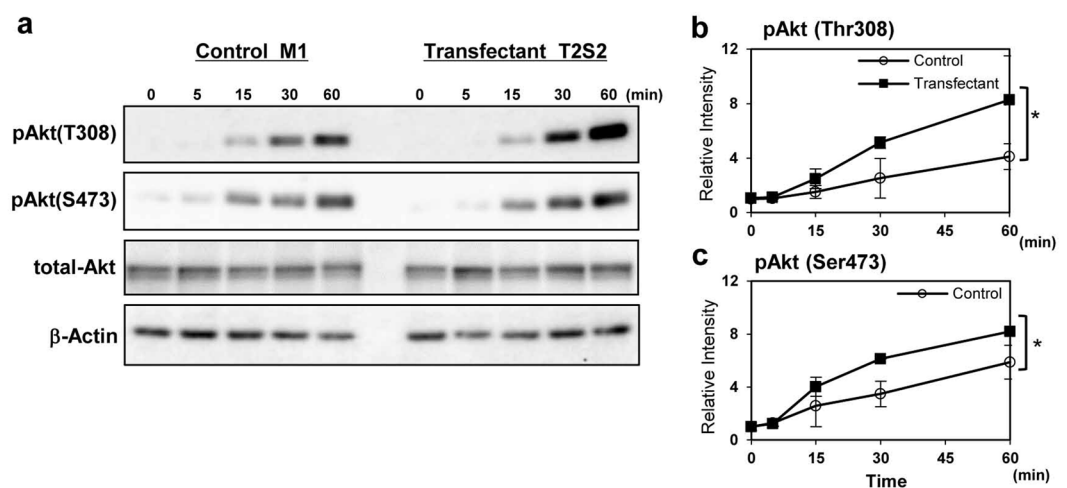 a
Control M1 Transfectant T2S2
0 5 15 30 60 0 5 15 30 60 (min)
pAkt(T308)
pAkt(S473)
total-Akt
β-Actin
b
pAkt (Thr308)
12
8
4
0
Relative Intensity
Control
Transfectant
*
0 15 30 45 60
(min)
c
pAkt (Ser473)
12
8
4
0
Relative Intensity
Control
*
0 15 30 45 60
Time (min)